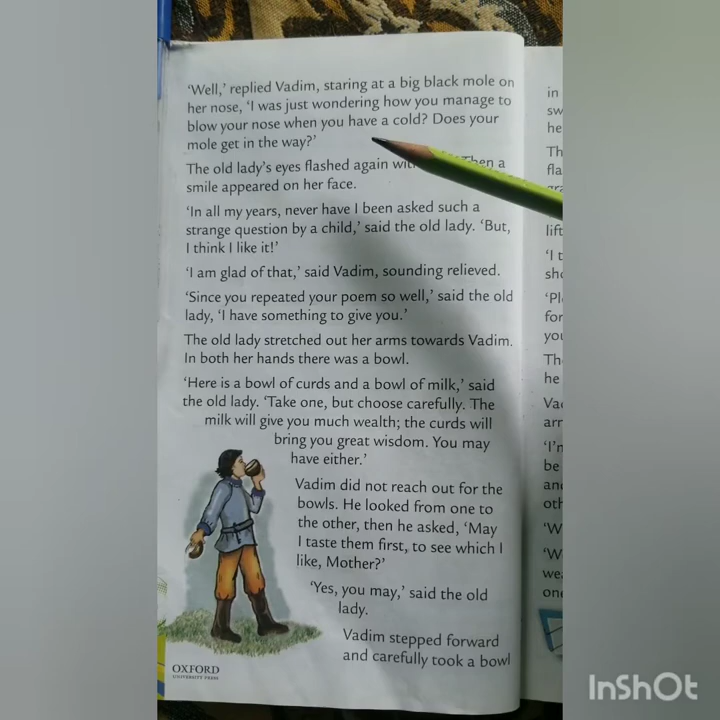 ‘Well,’ replied Vadim, staring at a big black mole on
her nose, ‘I was just wondering how you manage to
blow your nose when you have a cold? Does your
mole get in the way?’
The old lady’s eyes flashed again Then a
smile appeared on her face.
‘In all my years, never have I been asked such a
strange question by a child,’ said the old lady. ‘But,
I think I like it!’
‘I am glad of that,’ said Vadim, sounding relieved.
‘Since you repeated your poem so well,’ said the old
lady, ‘I have something to give you.’
The old lady stretched out her arms towards Vadim.
In both her hands there was a bowl.
‘Here is a bowl of curds and a bowl of milk,’ said
the old lady. ‘Take one, but choose carefully. The
milk will give you much wealth; the curds will
bring you great wisdom. You may
have either.’
Vadim did not reach out for the
bowls. He looked from one to
the other, then he asked, ‘May
I taste them first, to see which I
like, Mother?’
‘Yes, you may,’ said the old
lady.
Vadim stepped forward
and carefully took a bowl
OXFORD
UNIVERSITY PRESS
in
he
lift
for
he
be
InShOt